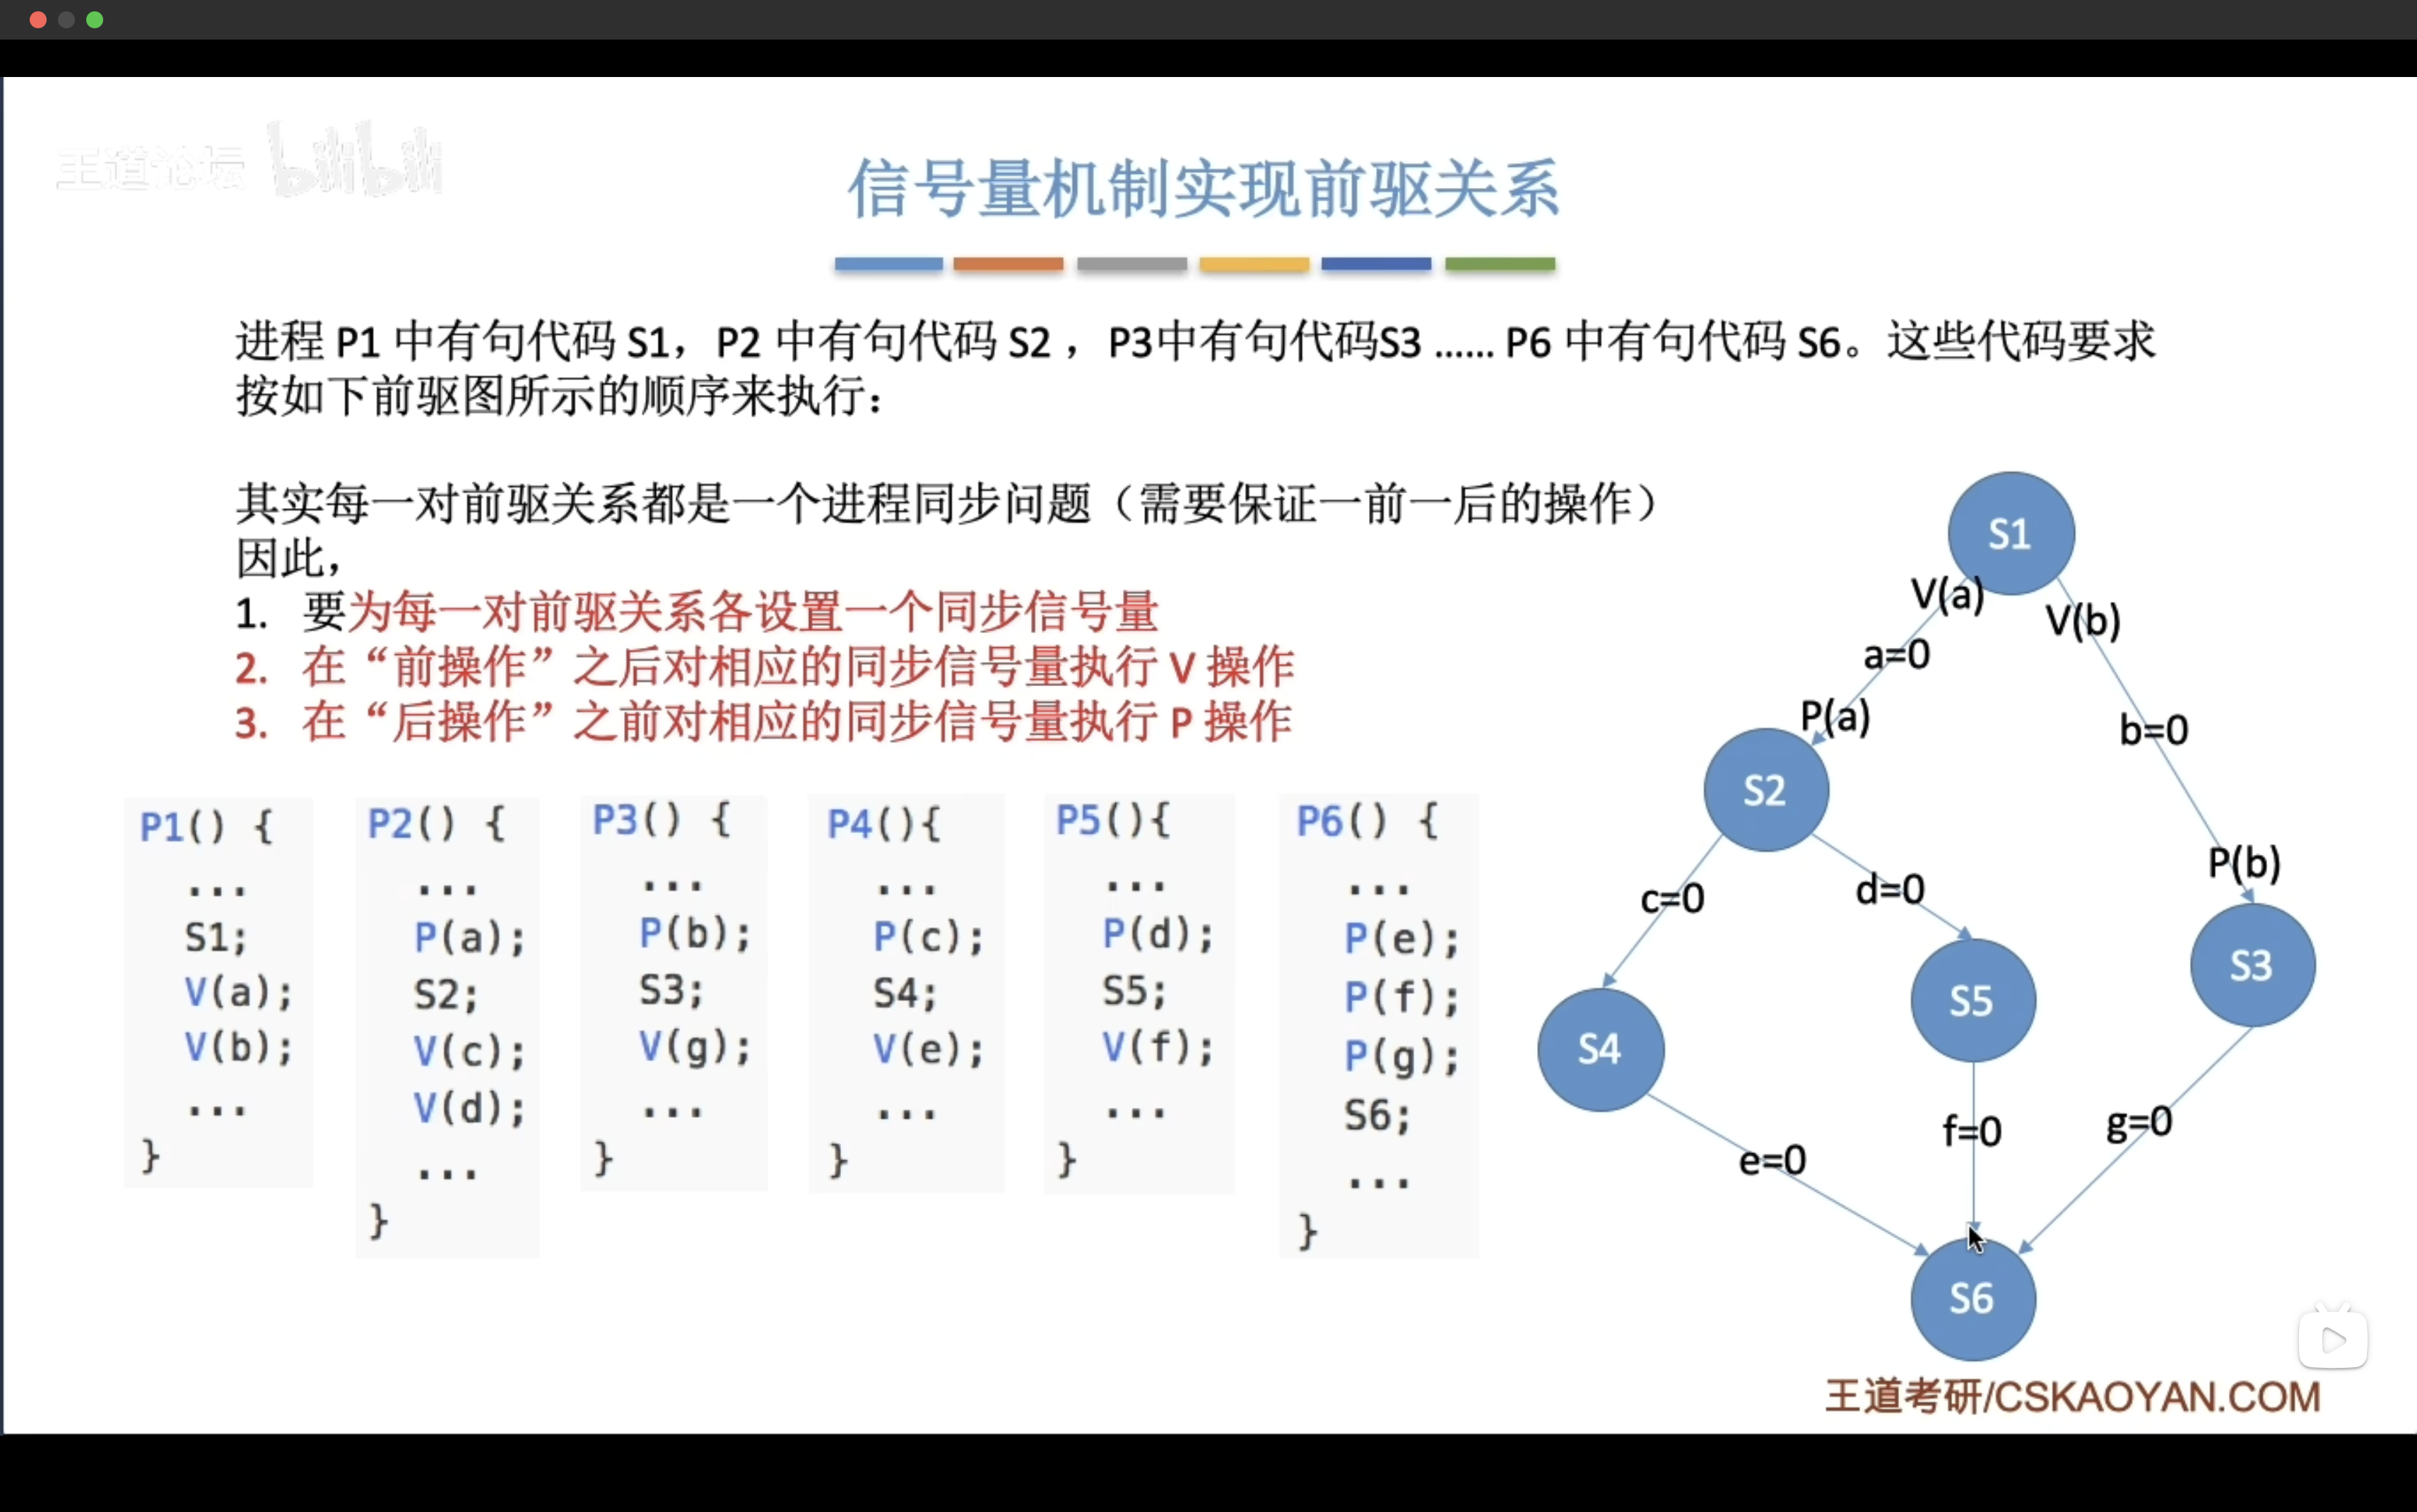 王道论坛 bilibili
信号量机制实现前驱关系
进程 P1 中有句代码 S1，P2 中有句代码 S2 ，P3中有句代码S3 …… P6 中有句代码 S6。这些代码要求
按如下前驱图所示的顺序来执行：
其实每一对前驱关系都是一个进程同步问题（需要保证一前一后的操作）
因此，
1. 要为每一对前驱关系各设置一个同步信号量
2. 在“前操作”之后对相应的同步信号量执行 V 操作
3. 在“后操作”之前对相应的同步信号量执行 P 操作
P1() {
...
S1;
V(a);
V(b);
...
}
P2() {
...
P(a);
S2;
V(c);
V(d);
...
}
P3() {
...
P(b);
S3;
V(g);
...
}
P4(){
...
P(c);
S4;
V(e);
...
}
P5(){
...
P(d);
S5;
V(f);
...
}
P6() {
...
P(e);
P(f);
P(g);
S6;
...
}
S1
V(a)
V(b)
a=0
P(a)
b=0
S2
P(b)
c=0
d=0
S3
S5
S4
g=0
f=0
e=0
S6
王道考研/CSKAOYAN.COM